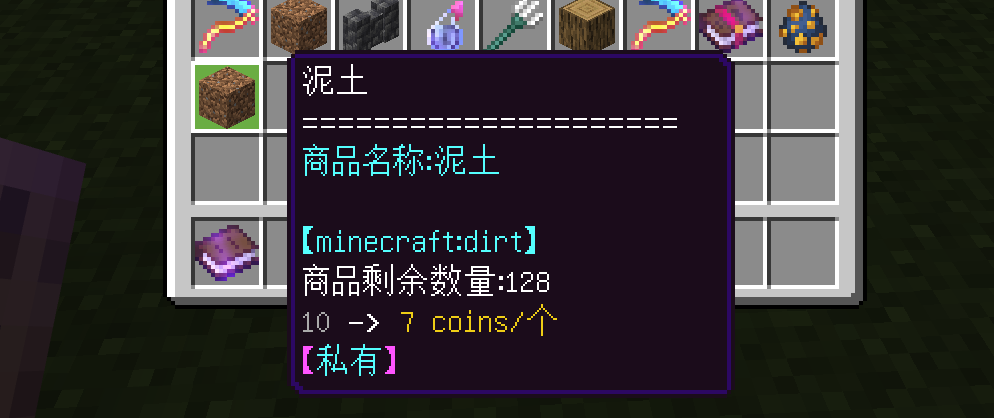 泥土
=====================
商品名称:泥土
【minecraft:dirt】
商品剩余数量:128
10 -> 7 coins/个
【私有】